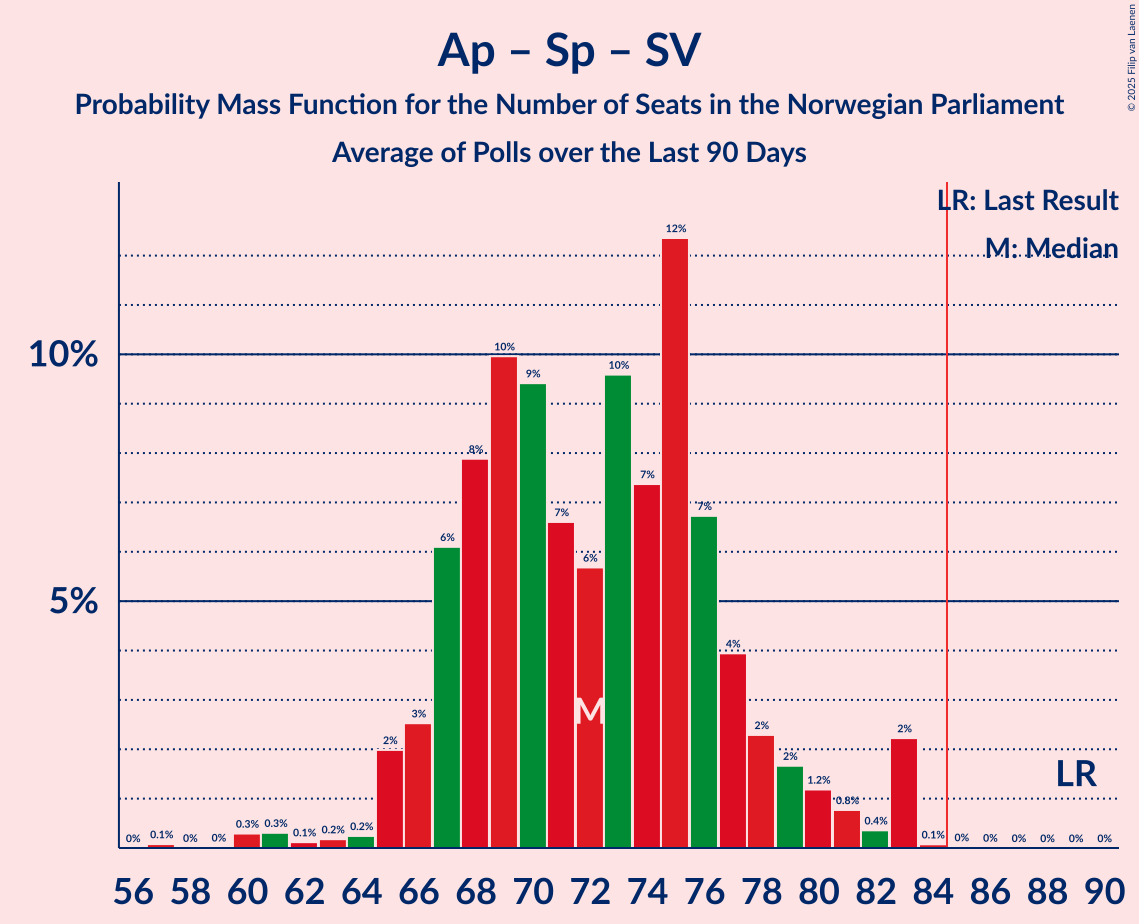 Ap – Sp – SV
Probability Mass Function for the Number of Seats in the Norwegian Parliament
Average of Polls over the Last 90 Days
© 2025 Filip van Laenen
LR: Last Result
M: Median
10%
5%
0% 0.1% 0% 0% 0.3% 0.3% 0.1% 0.2% 0.2% 2% 3% 6% 8% 10% 9% 7% 6% 10% 7% 12% 7% 4% 2% 2% 1.2% 0.8% 0.4% 2% 0.1% 0% 0% 0% 0% 0% 0%
M
LR
56 58 60 62 64 66 68 70 72 74 76 78 80 82 84 86 88 90